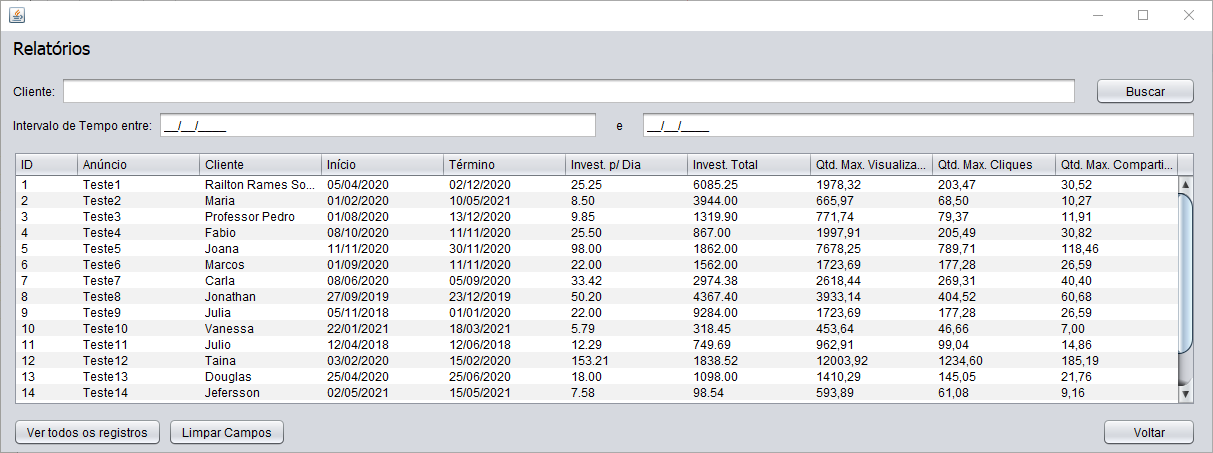 Relatórios
Cliente: Buscar
Intervalo de Tempo entre: __/__/____ e __/__/____
ID Anúncio Cliente Início Término Invest. p/ Dia Invest. Total Qtd. Max. Visualiza... Qtd. Max. Cliques Qtd. Max. Comparti...
1 Teste1 Railton Rames So... 05/04/2020 02/12/2020 25.25 6085.25 1978,32 203,47 30,52
2 Teste2 Maria 01/02/2020 10/05/2021 8.50 3944.00 665,97 68,50 10,27
3 Teste3 Professor Pedro 01/08/2020 13/12/2020 9.85 1319.90 771,74 79,37 11,91
4 Teste4 Fabio 08/10/2020 11/11/2020 25.50 867.00 1997,91 205,49 30,82
5 Teste5 Joana 11/11/2020 30/11/2020 98.00 1862.00 7678,25 789,71 118,46
6 Teste6 Marcos 01/09/2020 11/11/2020 22.00 1562.00 1723,69 177,28 26,59
7 Teste7 Carla 08/06/2020 05/09/2020 33.42 2974.38 2618,44 269,31 40,40
8 Teste8 Jonathan 27/09/2019 23/12/2019 50.20 4367.40 3933,14 404,52 60,68
9 Teste9 Julia 05/11/2018 01/01/2020 22.00 9284.00 1723,69 177,28 26,59
10 Teste10 Vanessa 22/01/2021 18/03/2021 5.79 318.45 453,64 46,66 7,00
11 Teste11 Julio 12/04/2018 12/06/2018 12.29 749.69 962,91 99,04 14,86
12 Teste12 Taina 03/02/2020 15/02/2020 153.21 1838.52 12003,92 1234,60 185,19
13 Teste13 Douglas 25/04/2020 25/06/2020 18.00 1098.00 1410,29 145,05 21,76
14 Teste14 Jefersson 02/05/2021 15/05/2021 7.58 98.54 593,89 61,08 9,16
Ver todos os registros Limpar Campos Voltar